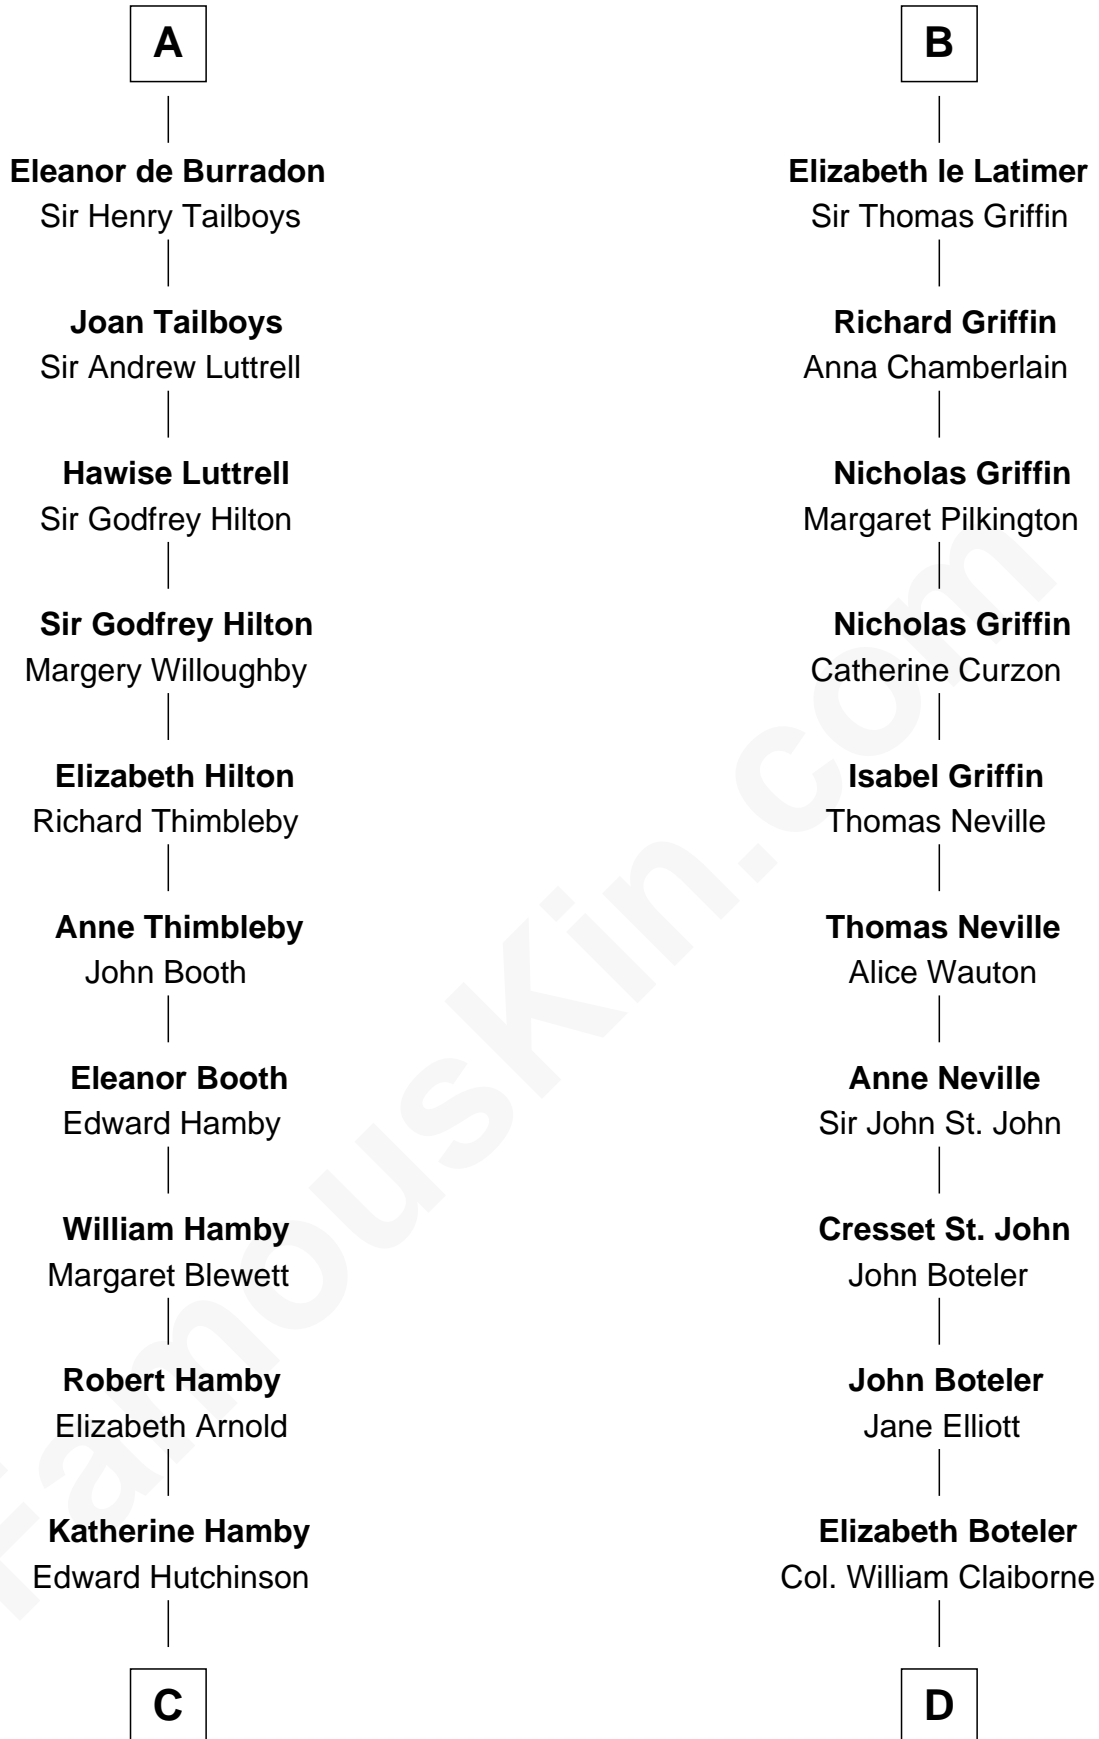 A
Eleanor de Burradon
Sir Henry Tailboys
Joan Tailboys
Sir Andrew Luttrell
Hawise Luttrell
Sir Godfrey Hilton
Sir Godfrey Hilton
Margery Willoughby
Elizabeth Hilton
Richard Thimbleby
Anne Thimbleby
John Booth
Eleanor Booth
Edward Hamby
William Hamby
Margaret Blewett
Robert Hamby
Elizabeth Arnold
Katherine Hamby
Edward Hutchinson
C
B
Elizabeth le Latimer
Sir Thomas Griffin
Richard Griffin
Anna Chamberlain
Nicholas Griffin
Margaret Pilkington
Nicholas Griffin
Catherine Curzon
Isabel Griffin
Thomas Neville
Thomas Neville
Alice Wauton
Anne Neville
Sir John St. John
Cresset St. John
John Boteler
John Boteler
Jane Elliott
Elizabeth Boteler
Col. William Claiborne
D
FamousKin.com